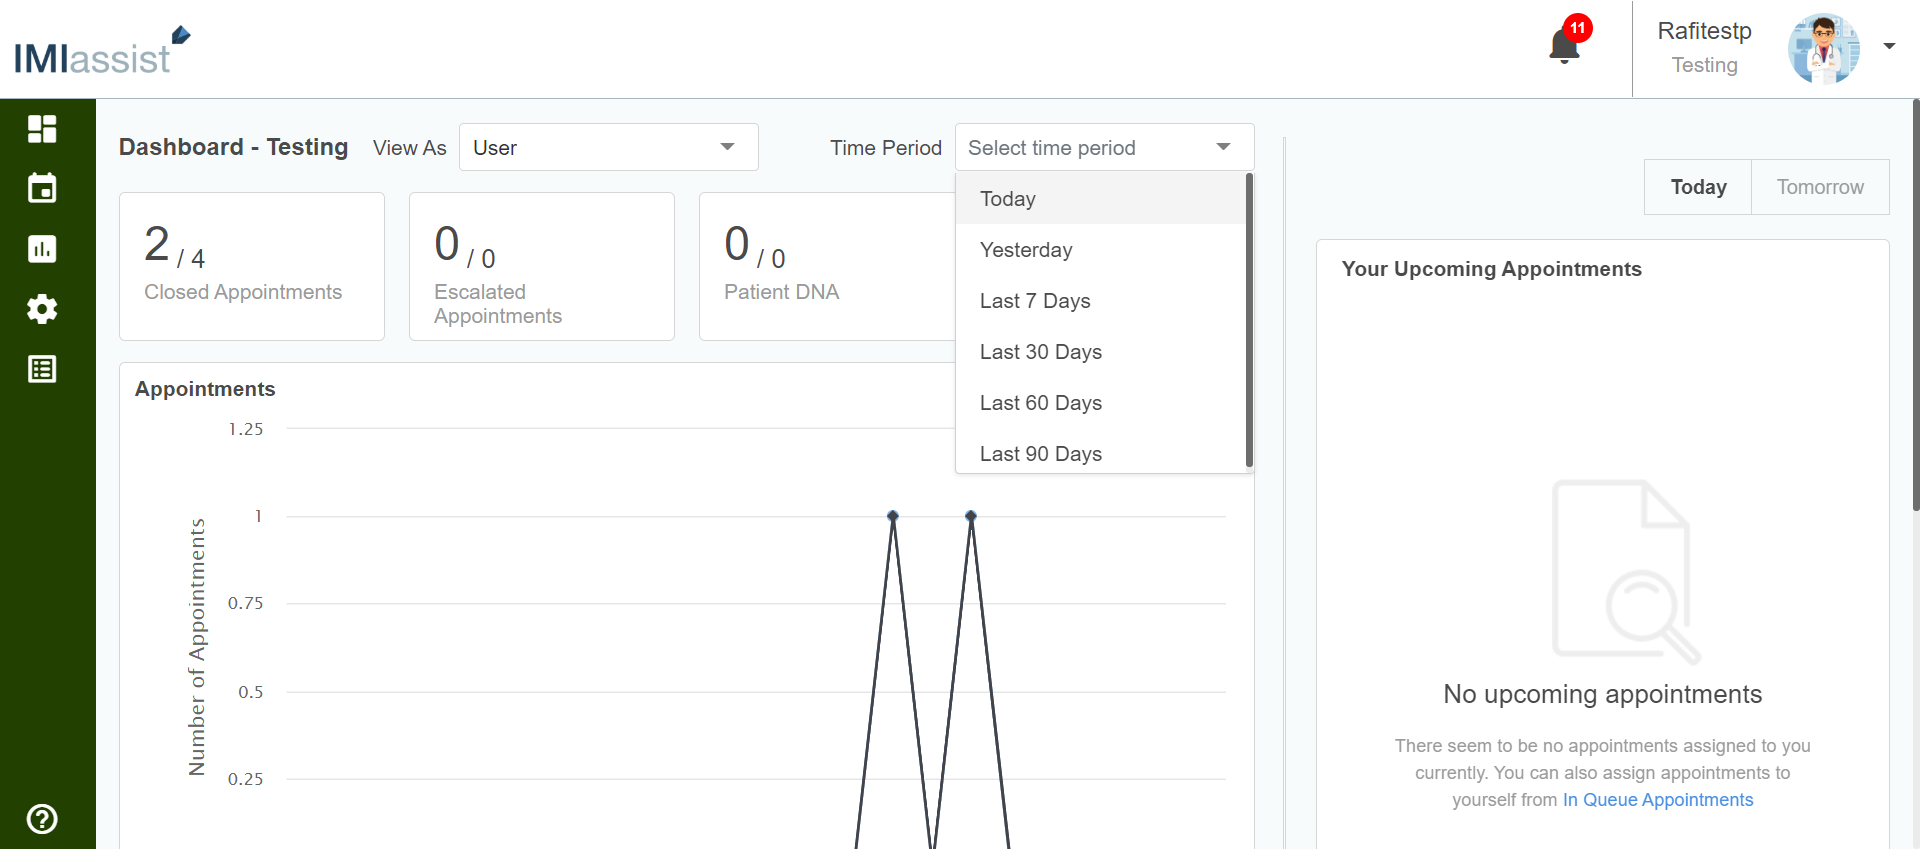 IMIassist
11
Rafitestp
Testing
Dashboard - Testing
View As
User
Time Period
Select time period
Today
Yesterday
Last 7 Days
Last 30 Days
Last 60 Days
Last 90 Days
2 / 4
Closed Appointments
0 / 0
Escalated
Appointments
0 / 0
Patient DNA
Appointments
Number of Appointments
1.25
1
0.75
0.5
0.25
Today
Tomorrow
Your Upcoming Appointments
No upcoming appointments
There seem to be no appointments assigned to you
currently. You can also assign appointments to
yourself from In Queue Appointments